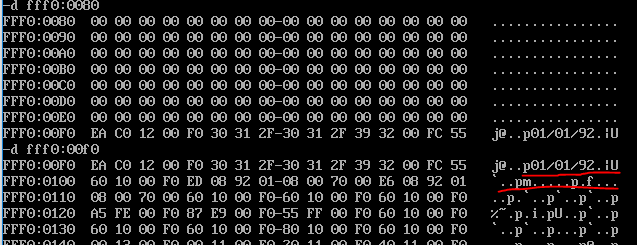 -d fff0:0080
FFF0:0080 00 00 00 00 00 00 00 00-00 00 00 00 00 00 00 00 ................
FFF0:0090 00 00 00 00 00 00 00 00-00 00 00 00 00 00 00 00 ................
FFF0:00A0 00 00 00 00 00 00 00 00-00 00 00 00 00 00 00 00 ................
FFF0:00B0 00 00 00 00 00 00 00 00-00 00 00 00 00 00 00 00 ................
FFF0:00C0 00 00 00 00 00 00 00 00-00 00 00 00 00 00 00 00 ................
FFF0:00D0 00 00 00 00 00 00 00 00-00 00 00 00 00 00 00 00 ................
FFF0:00E0 00 00 00 00 00 00 00 00-00 00 00 00 00 00 00 00 ................
FFF0:00F0 EA C0 12 00 F0 30 31 2F-30 31 2F 39 32 00 FC 55 j@..p01/01/92.|U
-d fff0:00f0
FFF0:00F0 EA C0 12 00 F0 30 31 2F-30 31 2F 39 32 00 FC 55 j@..p01/01/92.|U
FFF0:0100 60 10 00 F0 ED 08 92 01-08 00 70 00 E6 08 92 01 `..pm.....p.f...
FFF0:0110 08 00 70 00 60 10 00 F0-60 10 00 F0 60 10 00 F0 ..p.`..p`..p`..p
FFF0:0120 A5 FE 00 F0 87 E9 00 F0-55 FF 00 F0 60 10 00 F0 %~.p.i.pU..p`..p
FFF0:0130 60 10 00 F0 60 10 00 F0-80 10 00 F0 60 10 00 F0 `..p`..p...p`..p